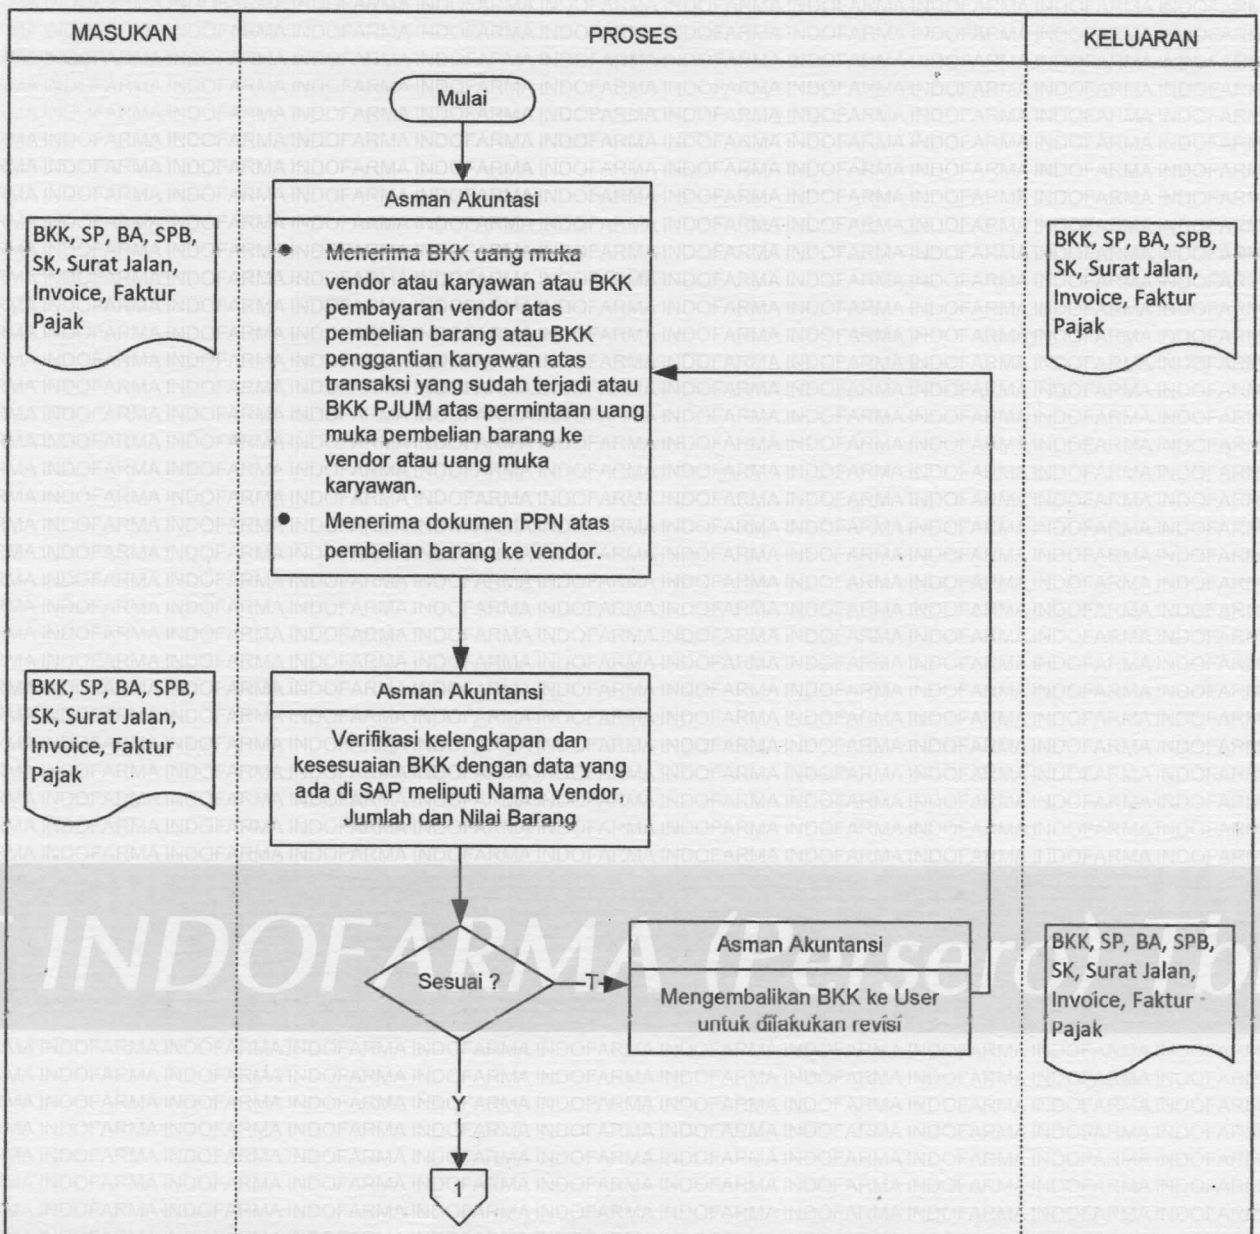 MASUKAN
PROSES
KELUARAN
Mulai
Asman Akuntasi
BKK, SP, BA, SPB,
SK, Surat Jalan,
Invoice, Faktur
Pajak
• Menerima BKK uang muka
vendor atau karyawan atau BKK
pembayaran vendor atas
pembelian barang atau BKK
penggantian karyawan atas
transaksi yang sudah terjadi atau
BKK PJUM atas permintaan uang
muka pembelian barang ke
vendor atau uang muka
karyawan.
• Menerima dokumen PPN atas
pembelian barang ke vendor.
BKK, SP, BA, SPB,
SK, Surat Jalan,
Invoice, Faktur
Pajak
BKK, SP, BA, SPB,
SK, Surat Jalan,
Invoice, Faktur
Pajak
Asman Akuntansi
Verifikasi kelengkapan dan
kesesuaian BKK dengan data yang
ada di SAP meliputi Nama Vendor,
Jumlah dan Nilai Barang
INDOFARMA (Persero) Tb
Sesuai ?
T
Asman Akuntansi
Mengembalikan BKK ke User
untuk dilakukan revisi
BKK, SP, BA, SPB,
SK, Surat Jalan,
Invoice, Faktur
Pajak
Y
1